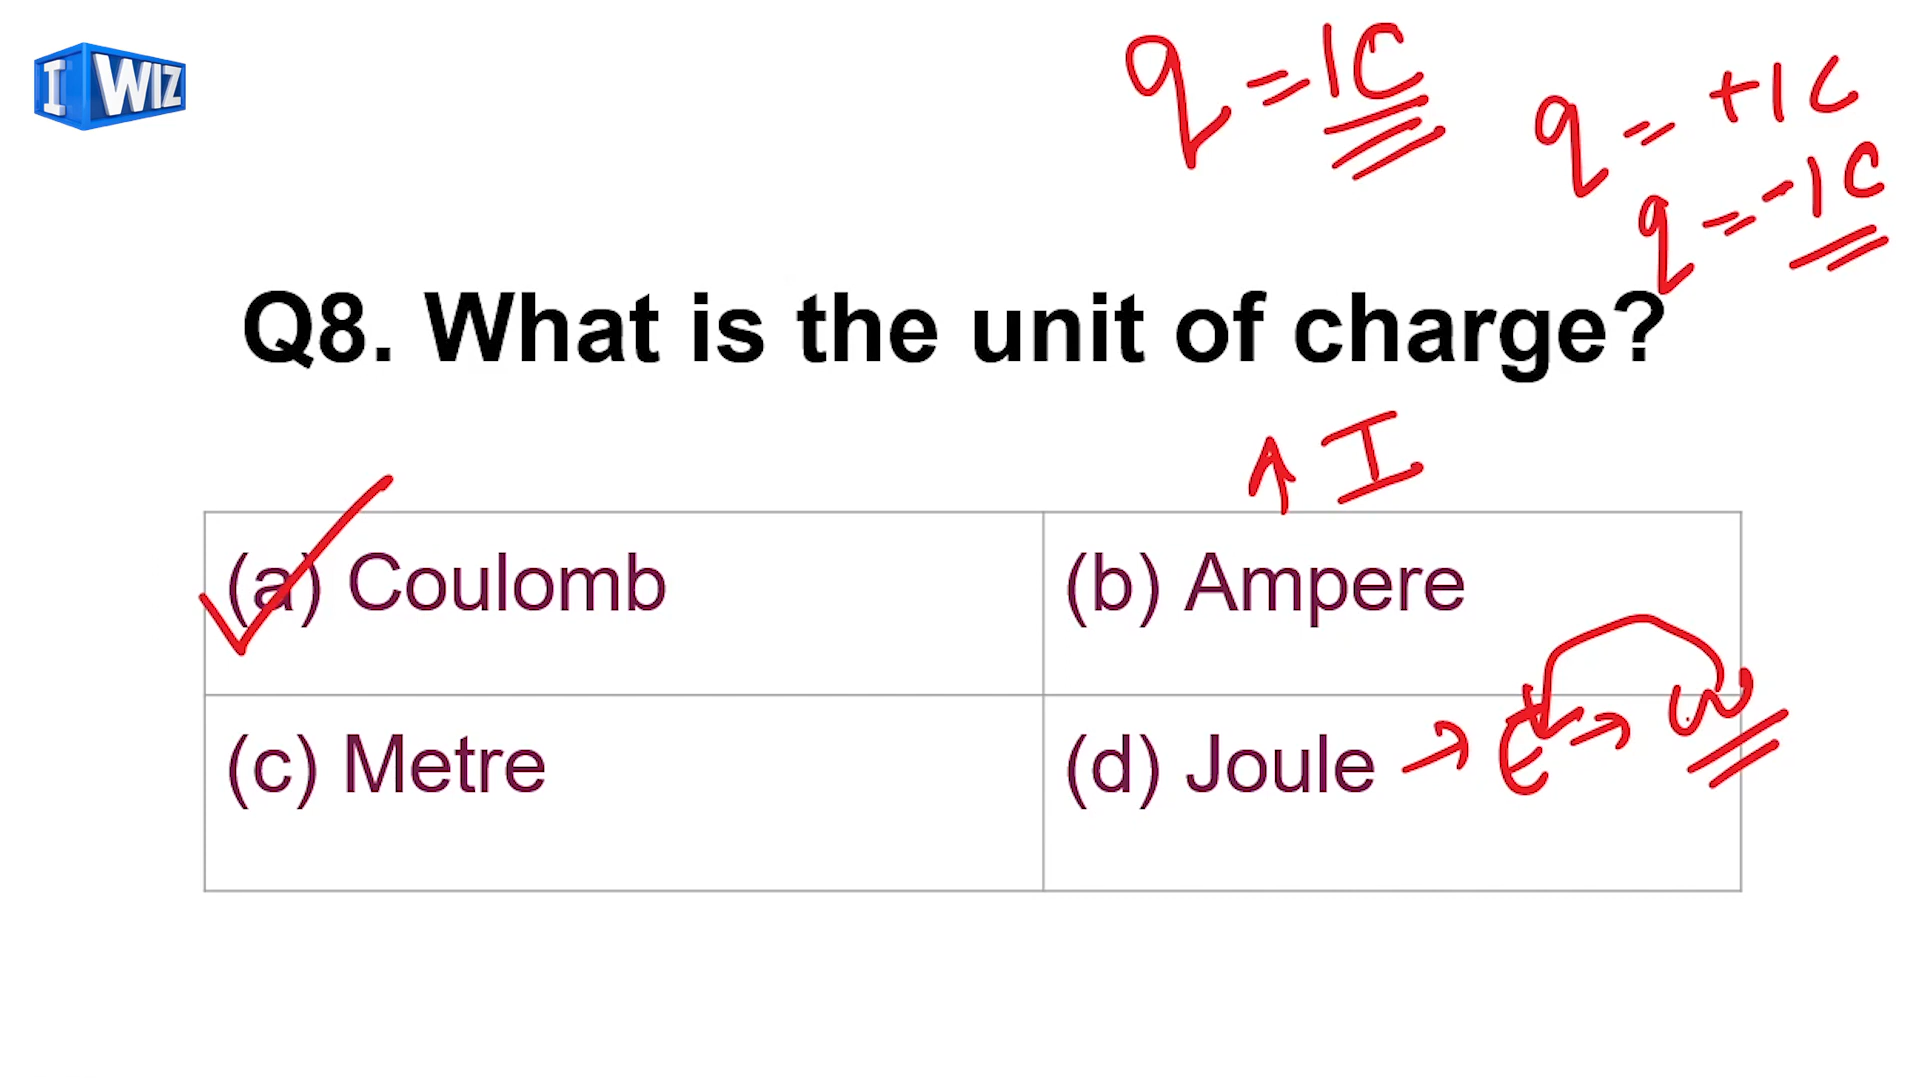 I WIZ
q = 1C
q = +1C
q = -1C
Q8. What is the unit of charge?
↑ I
(a) Coulomb
(b) Ampere
(c) Metre
(d) Joule → E → W